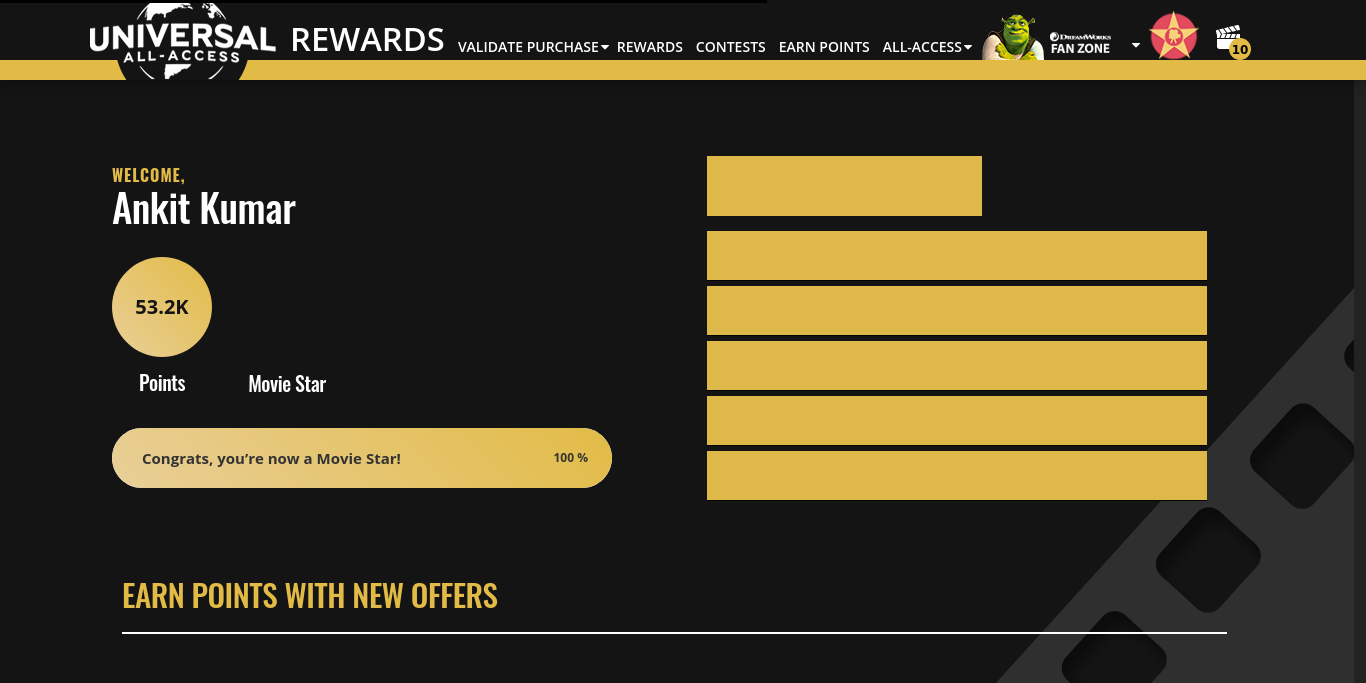 UNIVERSAL
ALL-ACCESS
REWARDS
VALIDATE PURCHASE REWARDS CONTESTS EARN POINTS ALL-ACCESS
DREAMWORKS
FAN ZONE
10
WELCOME,
Ankit Kumar
53.2K
Points Movie Star
Congrats, you’re now a Movie Star! 100 %
EARN POINTS WITH NEW OFFERS